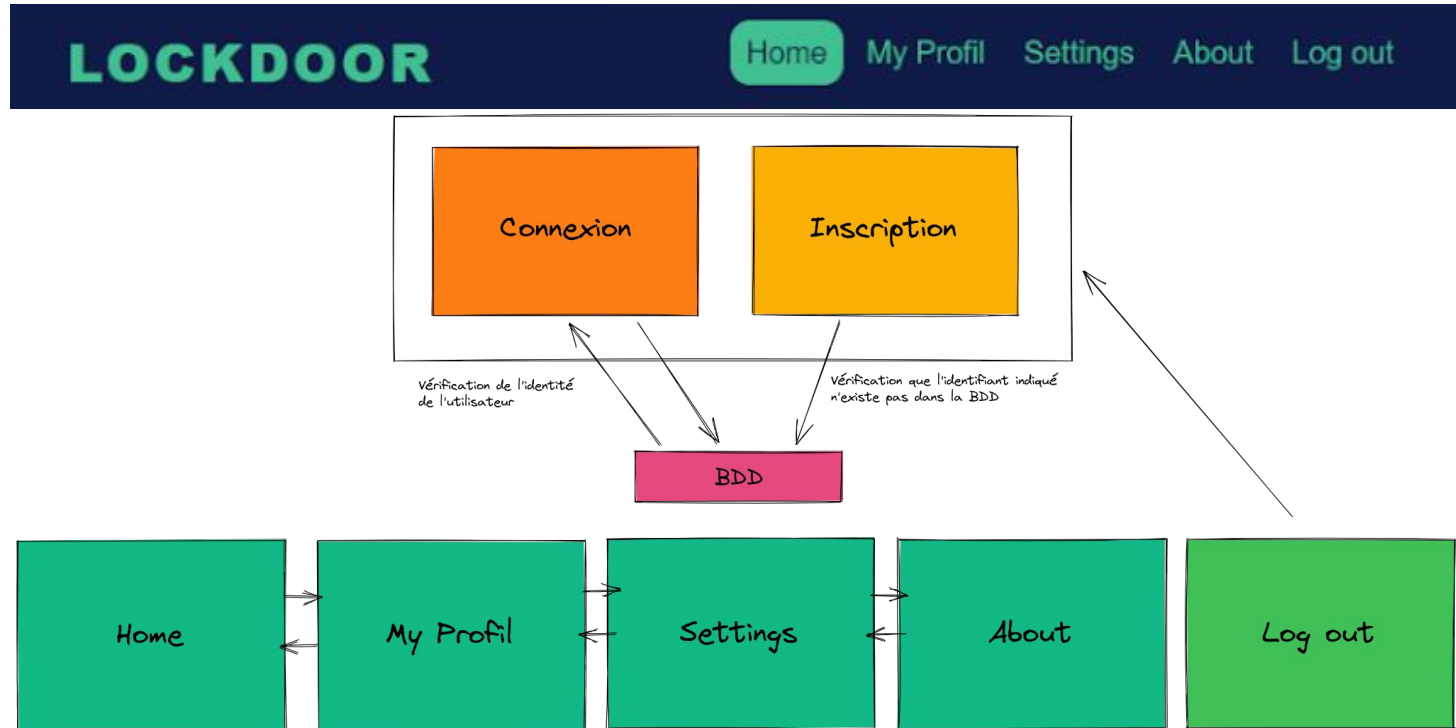 LOCKDOOR
Home My Profil Settings About Log out
Connexion
Inscription
Vérification de l'identité
de l'utilisateur
Vérification que l'identifiant indiqué
n'existe pas dans la BDD
BDD
Home
My Profil
Settings
About
Log out